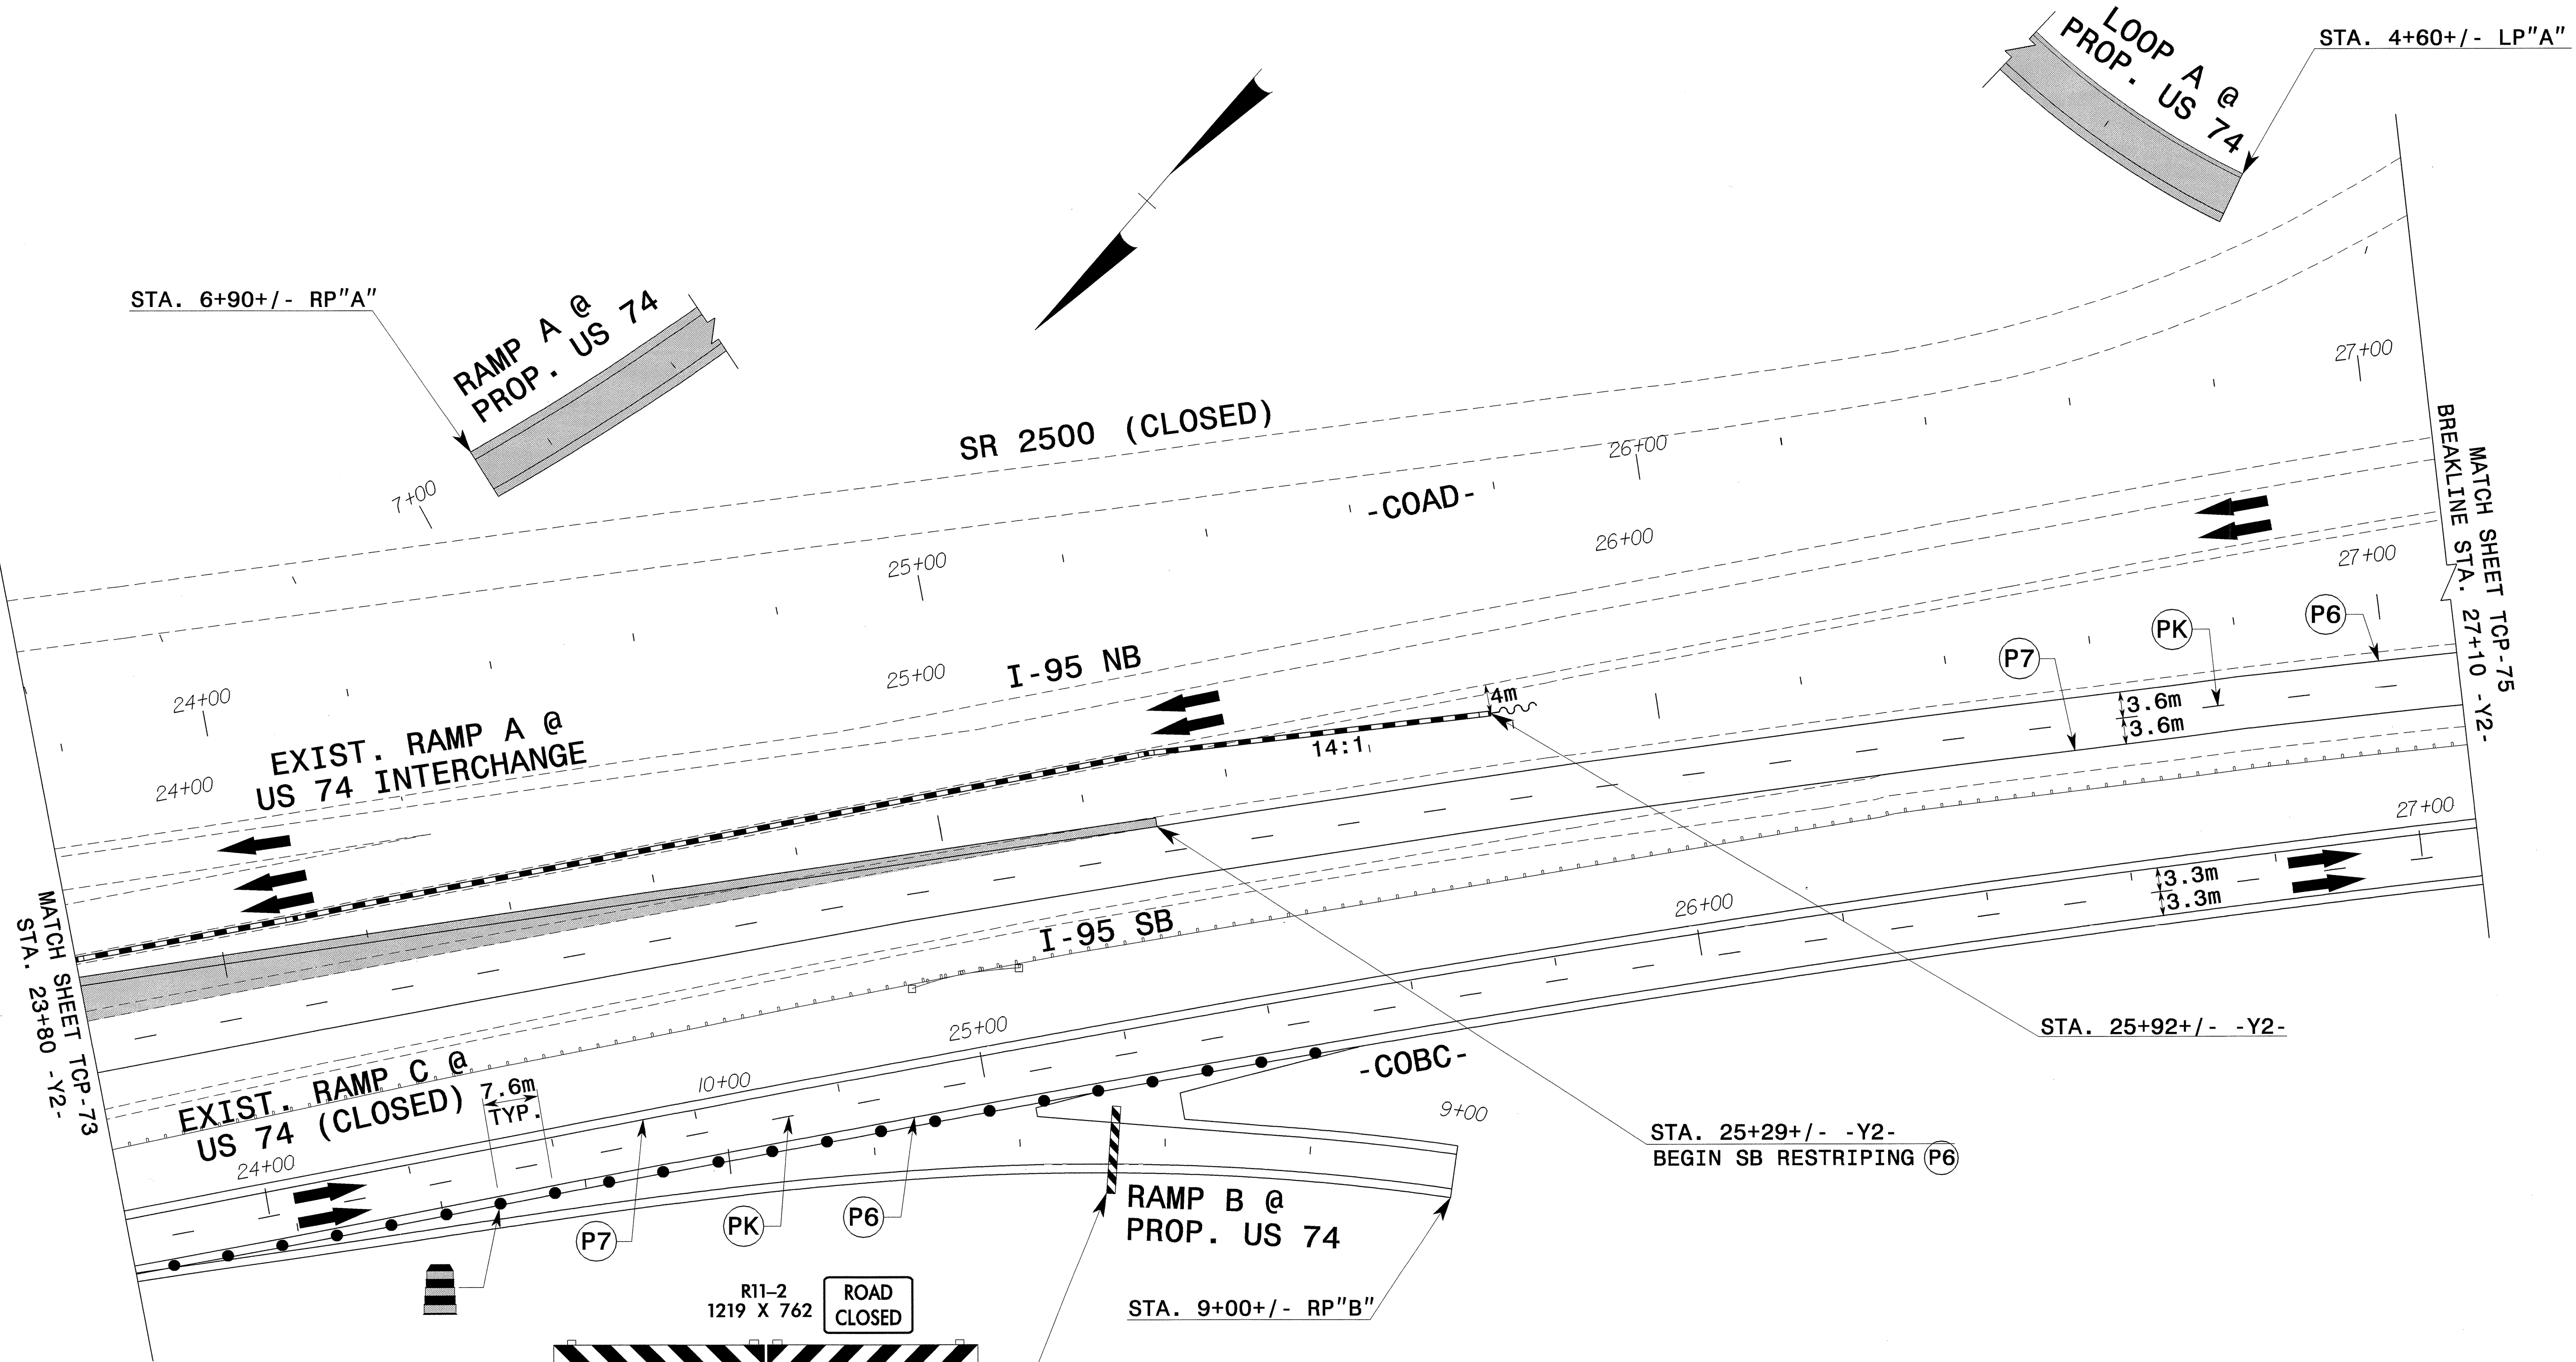 LOOP A @
PROP. US 74
STA. 4+60+/- LP"A"
STA. 6+90+/- RP"A"
RAMP A @
PROP. US 74
SR 2500 (CLOSED)
27+00
7+00
26+00
-COAD-
26+00
25+00
MATCH SHEET TCP-75
BREAKLINE STA. 27+10 -Y2-
27+00
P6
PK
P7
I-95 NB
25+00
24+00
4m
3.6m
3.6m
14:1
EXIST. RAMP A @
US 74 INTERCHANGE
24+00
27+00
3.3m
3.3m
26+00
I-95 SB
MATCH SHEET TCP-73
STA. 23+80 -Y2-
25+00
STA. 25+92+/- -Y2-
-COBC-
EXIST. RAMP C @
US 74 (CLOSED)
7.6m
TYP.
10+00
9+00
24+00
STA. 25+29+/- -Y2-
BEGIN SB RESTRIPING P6
P7
PK
P6
RAMP B @
PROP. US 74
R11-2
1219 X 762
ROAD
CLOSED
STA. 9+00+/- RP"B"